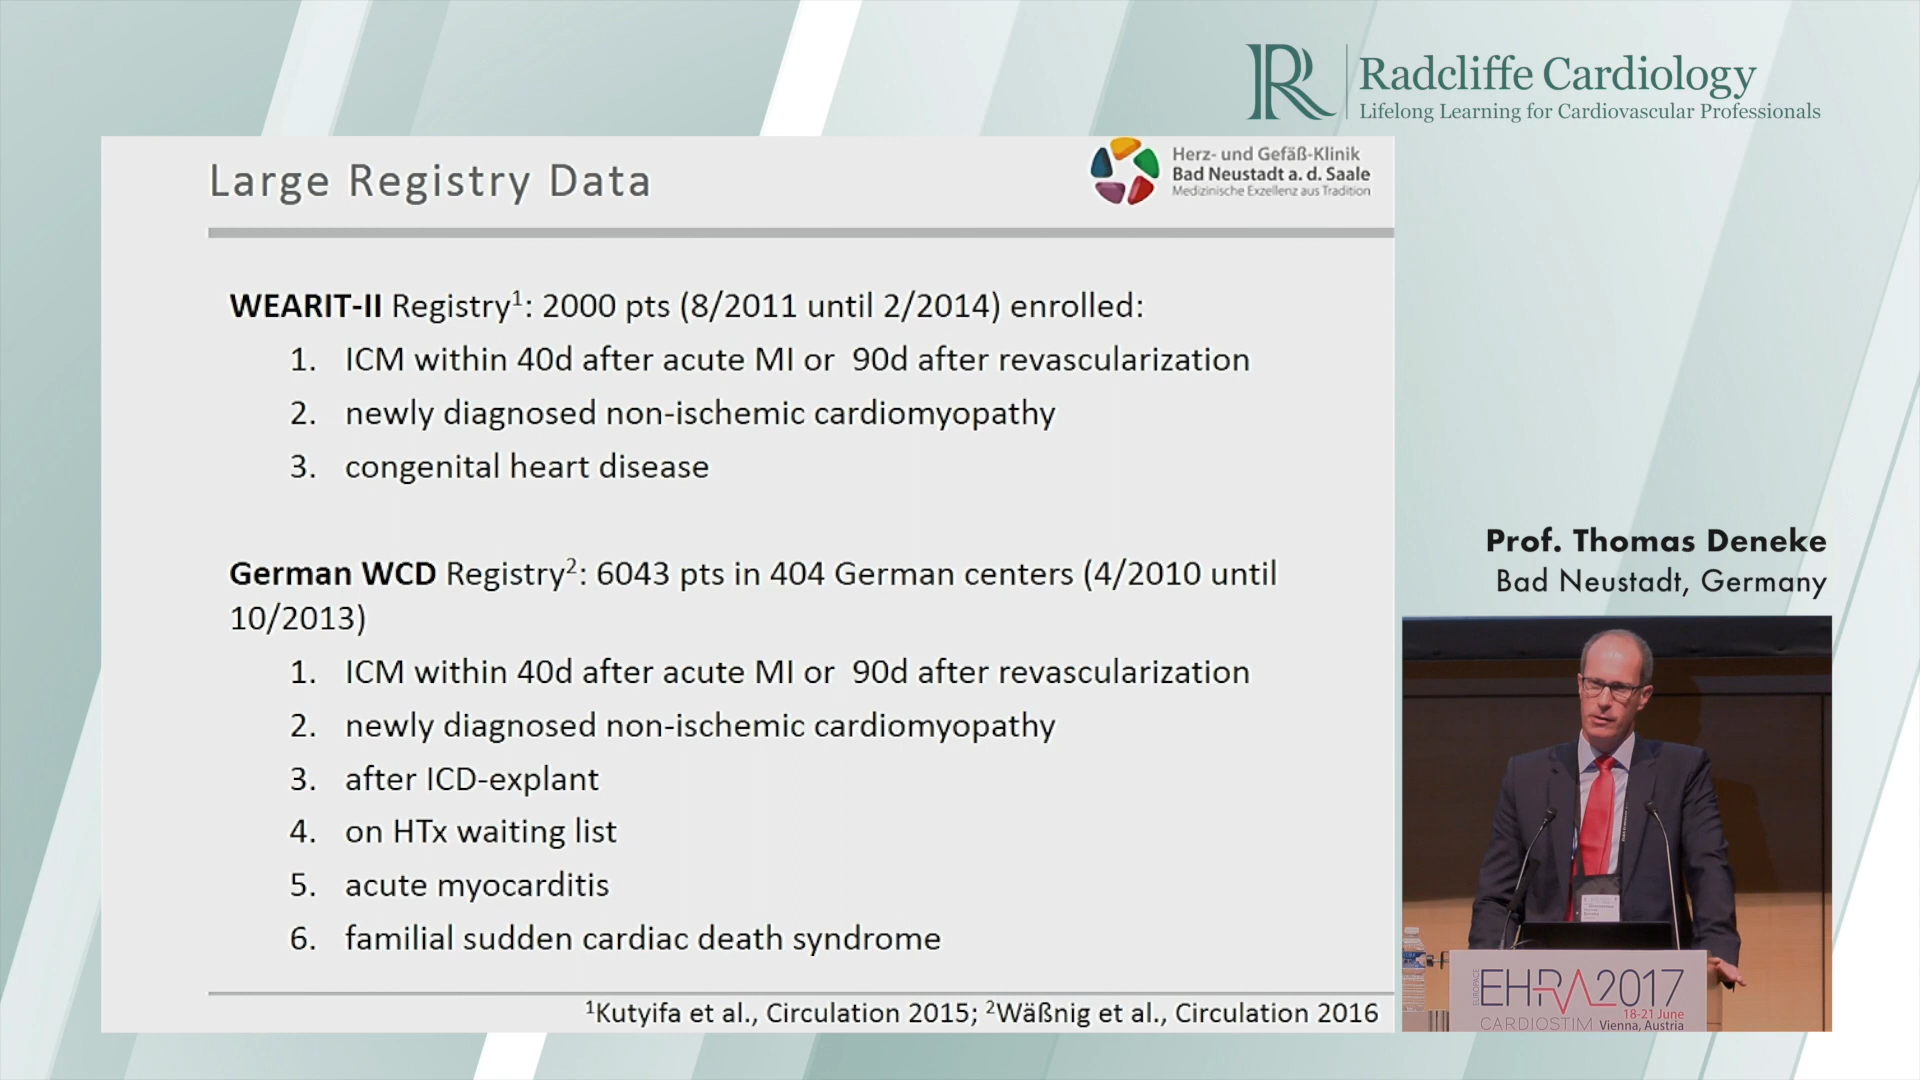 Radcliffe Cardiology
Lifelong Learning for Cardiovascular Professionals
Large Registry Data
Herz- und Gefäß-Klinik
Bad Neustadt a. d. Saale
Medizinische Exzellenz aus Tradition
WEARIT-II Registry¹: 2000 pts (8/2011 until 2/2014) enrolled:
1. ICM within 40d after acute MI or 90d after revascularization
2. newly diagnosed non-ischemic cardiomyopathy
3. congenital heart disease
German WCD Registry²: 6043 pts in 404 German centers (4/2010 until
10/2013)
1. ICM within 40d after acute MI or 90d after revascularization
2. newly diagnosed non-ischemic cardiomyopathy
3. after ICD-explant
4. on HTx waiting list
5. acute myocarditis
6. familial sudden cardiac death syndrome
¹Kutyifa et al., Circulation 2015; ²Wäßnig et al., Circulation 2016
Prof. Thomas Deneke
Bad Neustadt, Germany
EUROPACE
EHRA2017
18-21 June
CARDIOSTIM Vienna, Austria